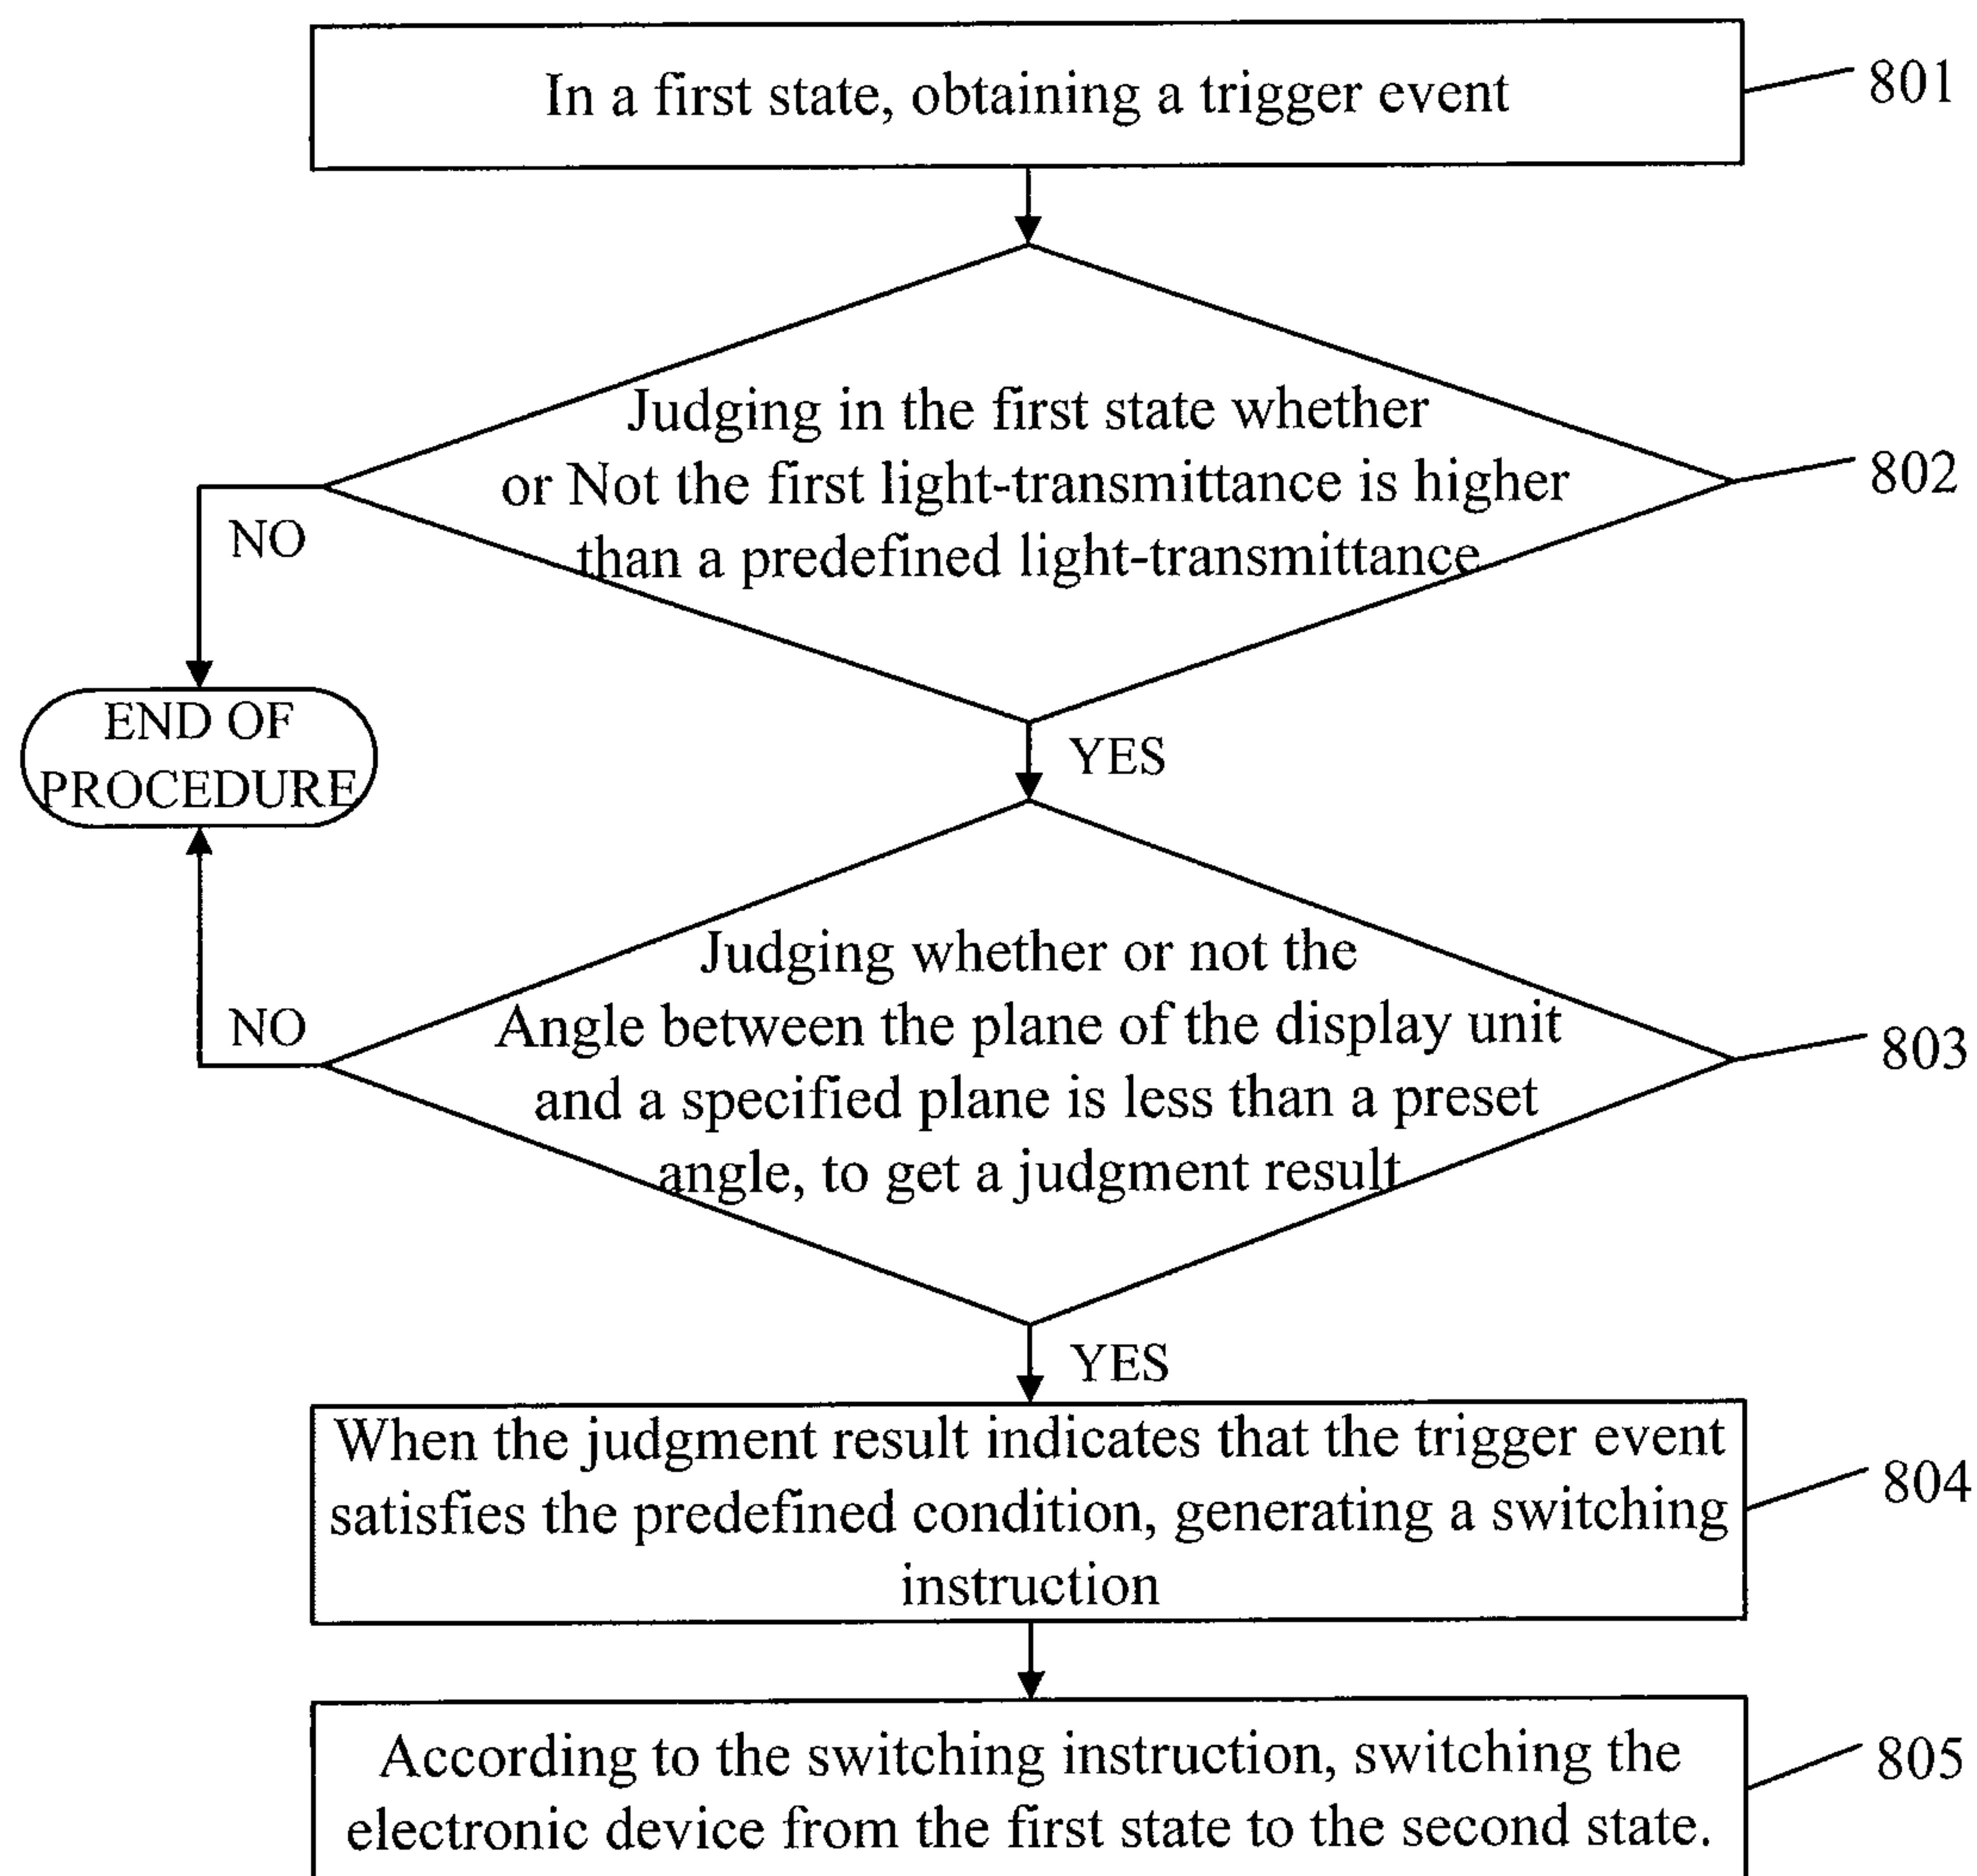 In a first state, obtaining a trigger event
801
Judging in the first state whether
or Not the first light-transmittance is higher
than a predefined light-transmittance
802
NO
END OF
PROCEDURE
YES
Judging whether or not the
Angle between the plane of the display unit
and a specified plane is less than a preset
angle, to get a judgment result
803
NO
YES
When the judgment result indicates that the trigger event
satisfies the predefined condition, generating a switching
instruction
804
According to the switching instruction, switching the
electronic device from the first state to the second state.
805